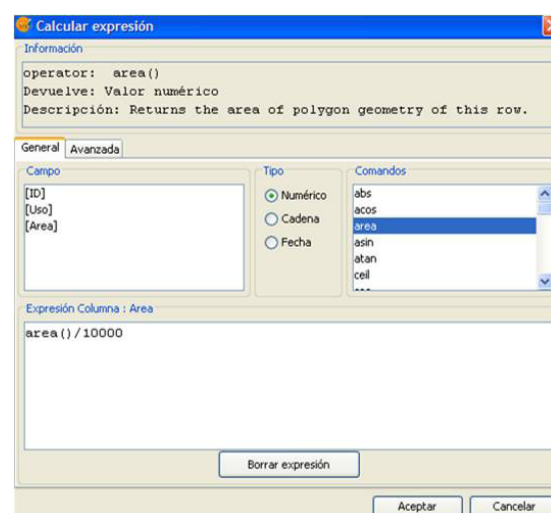 Calcular expresión
Información
operator: area()
Devuelve: Valor numérico
Descripción: Returns the area of polygon geometry of this row.
General Avanzada
Campo
[ID]
[Uso]
[Area]
Tipo
Numérico
Cadena
Fecha
Comandos
abs
acos
area
asin
atan
ceil
Expresión Columna : Area
area()/10000
Borrar expresión
Aceptar Cancelar